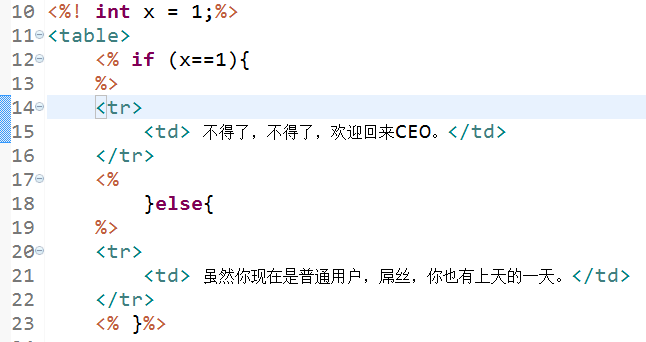 10 <%! int x = 1;%>
11 <table>
12     <% if (x==1){
13     %>
14     <tr>
15         <td> 不得了，不得了，欢迎回来CEO。</td>
16     </tr>
17     <%
18         }else{
19     %>
20     <tr>
21         <td> 虽然你现在是普通用户，屌丝，你也有上天的一天。</td>
22     </tr>
23     <% }%>